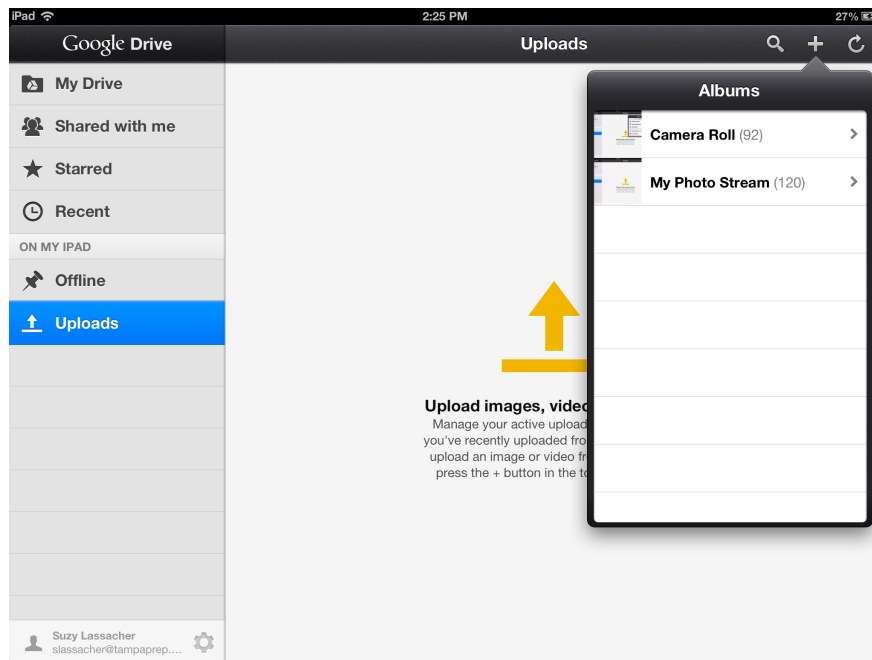 iPad 2:25 PM 27%
Google Drive Uploads
Albums
My Drive
Shared with me
Starred
Recent
ON MY IPAD
Offline
Uploads
Camera Roll (92)
My Photo Stream (120)
Upload images, video
Manage your active upload
you've recently uploaded fro
upload an image or video fr
press the + button in the to
Suzy Lassacher
slassacher@tampaprep....